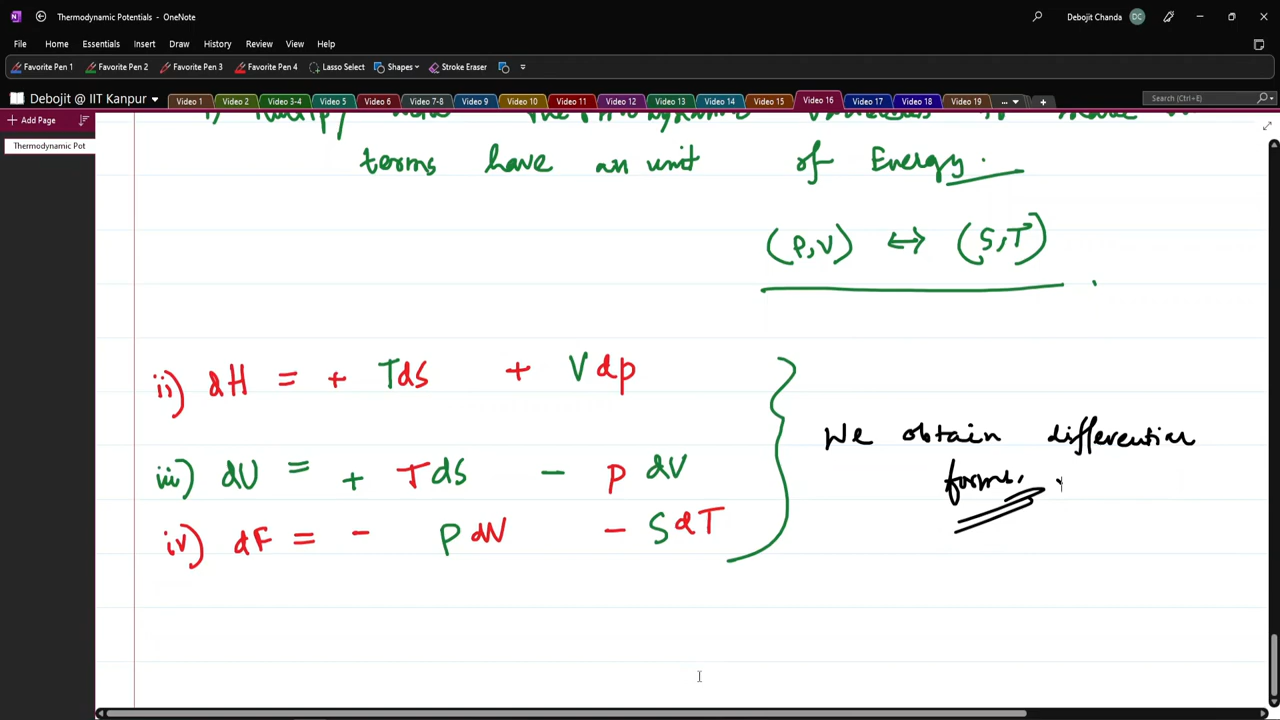 Thermodynamic Potentials - OneNote
Debojit Chanda DC
File Home Essentials Insert Draw History Review View Help
Favorite Pen 1 Favorite Pen 2 Favorite Pen 3 Favorite Pen 4 Lasso Select Shapes Stroke Eraser
Debojit @ IIT Kanpur Video 1 Video 2 Video 3-4 Video 5 Video 6 Video 7-8 Video 9 Video 10 Video 11 Video 12 Video 13 Video 14 Video 15 Video 16 Video 17 Video 18 Video 19 ... + Search (Ctrl+E)
+ Add Page
Thermodynamic Pot
terms have an unit of Energy.
(P,V) ↔ (S,T)
ii) dH = + TdS + Vdp
iii) dU = + TdS - P dV
iv) dF = - P dV - SdT
We obtain differential
forms.